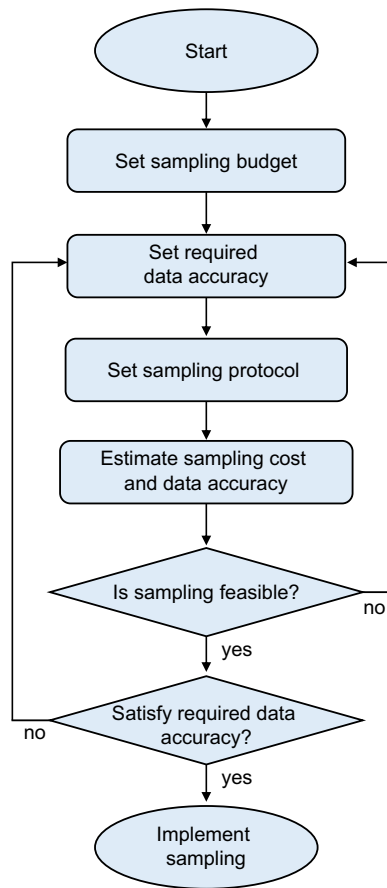 Start
Set sampling budget
Set required
data accuracy
Set sampling protocol
Estimate sampling cost
and data accuracy
Is sampling feasible?
no
yes
Satisfy required data
accuracy?
no
yes
Implement
sampling